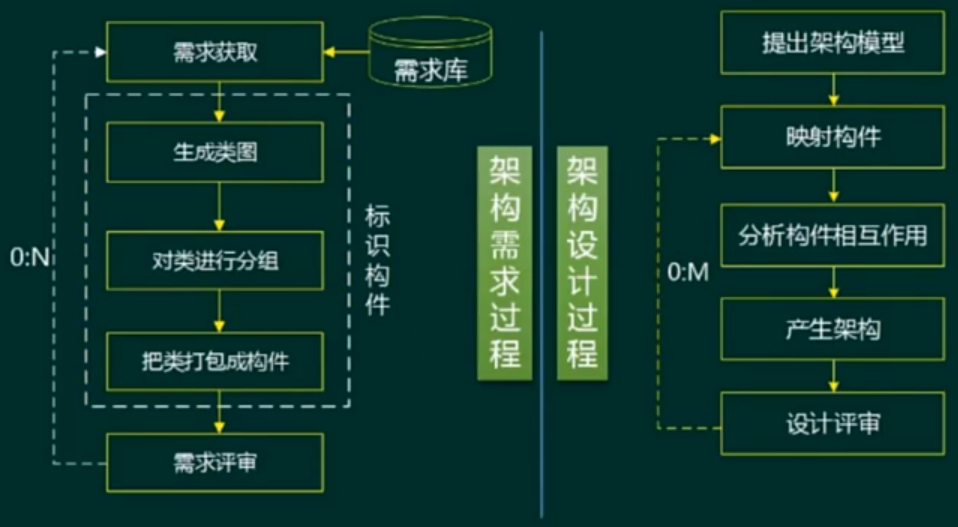 需求获取
需求库
生成类图
对类进行分组
把类打包成构件
需求评审
标识构件
0:N
架构需求过程
架构设计过程
提出架构模型
映射构件
分析构件相互作用
产生架构
设计评审
0:M